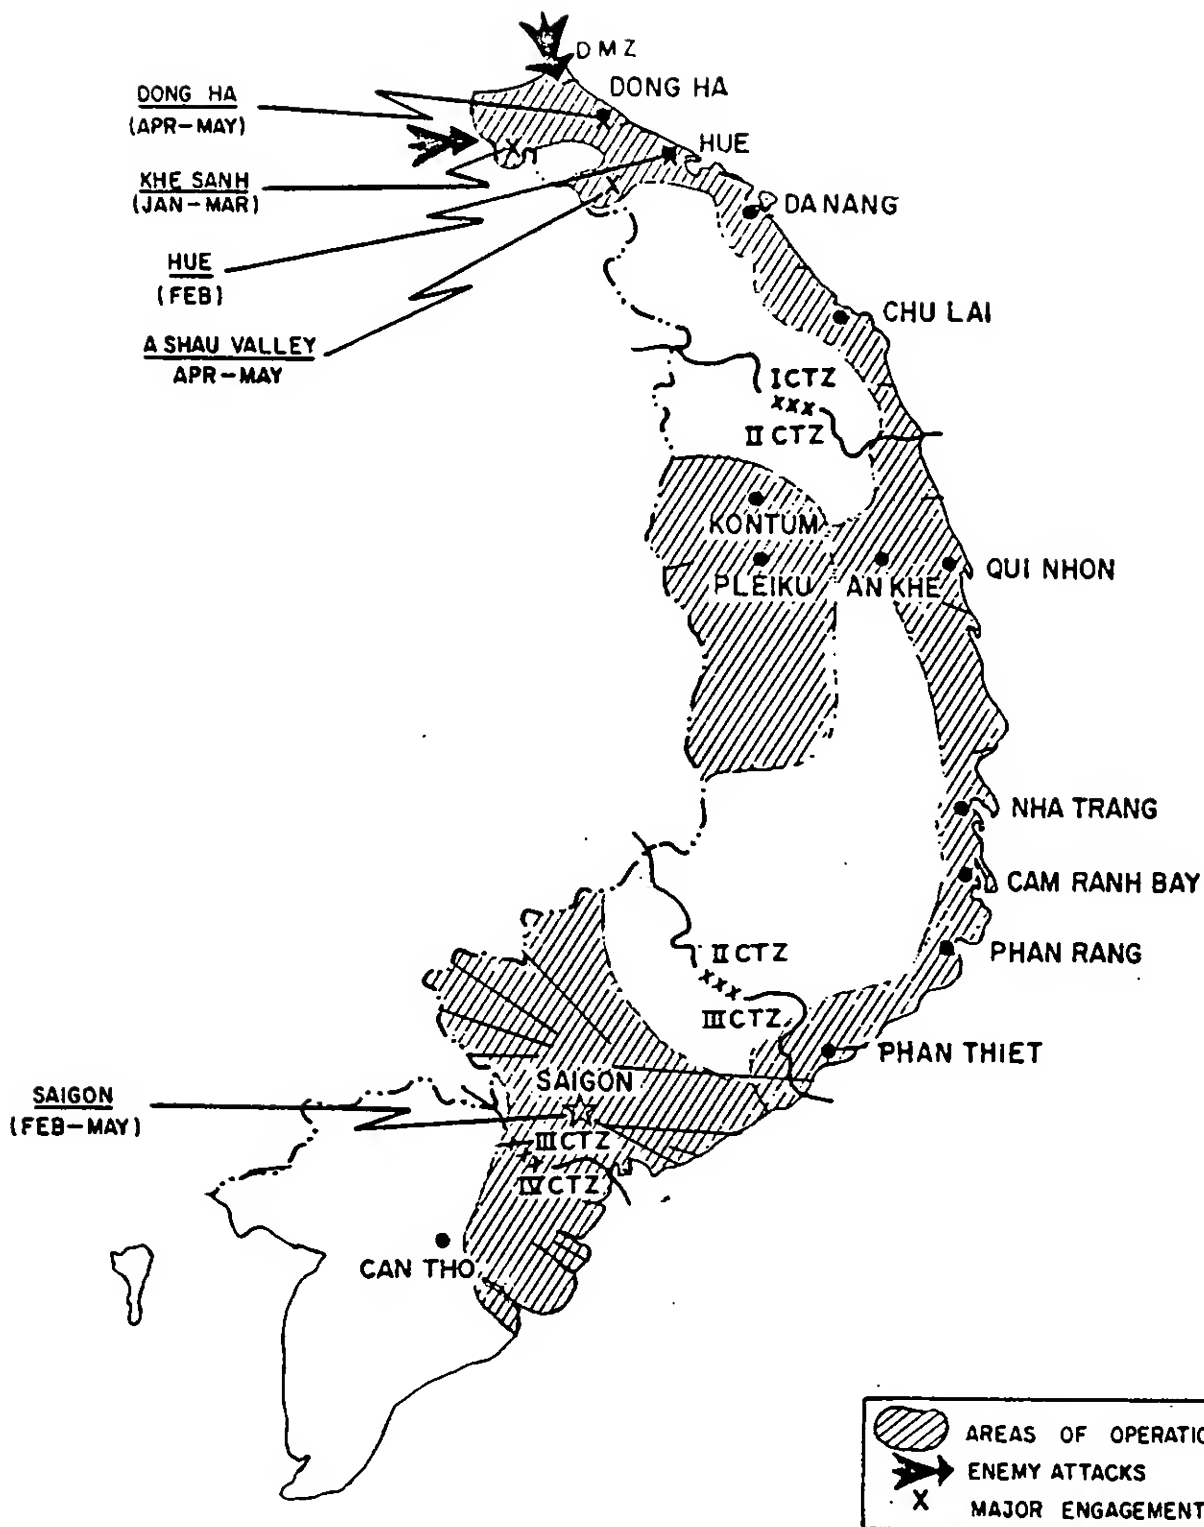 DMZ
DONG HA
DONG HA
(APR-MAY)
HUE
KHE SANH
(JAN-MAR)
DA NANG
HUE
(FEB)
CHU LAI
A SHAU VALLEY
APR-MAY
I CTZ
XXX
II CTZ
KONTUM
PLEIKU
AN KHE
QUI NHON
NHA TRANG
CAM RANH BAY
PHAN RANG
II CTZ
XXX
III CTZ
PHAN THIET
SAIGON
SAIGON
(FEB-MAY)
III CTZ
IV CTZ
CAN THO
AREAS OF OPERATIO
ENEMY ATTACKS
X MAJOR ENGAGEMENT